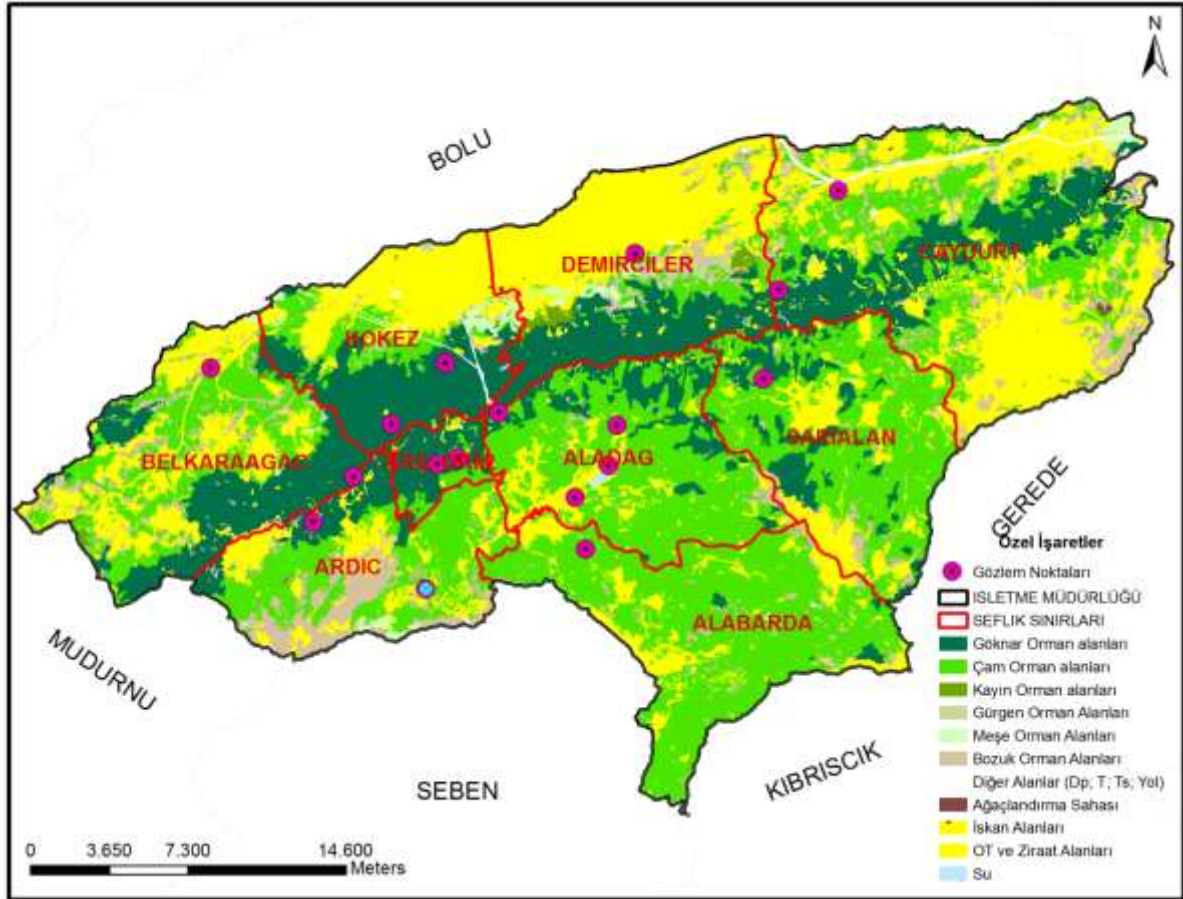 N
BOLU
DEMIRCILER
CAYDURT
KOKEZ
BELKARAAGAC
ALADAG
SARIALAN
GEREDE
ARDIC
ALABARDA
MUDURNU
SEBEN
KIBRISCIK
Özel İşaretler
Gözlem Noktaları
ISLETME MÜDÜRLÜĞÜ
SEFLIK SINIRLARI
Göknar Orman alanları
Çam Orman alanları
Kayın Orman alanları
Gürgen Orman Alanları
Meşe Orman Alanları
Bozuk Orman Alanları
Diğer Alanlar (Dp; T; Ts; Yol)
Ağaçlandırma Sahası
İskan Alanları
OT ve Ziraat Alanları
Su
0 3.650 7.300 14.600
Meters